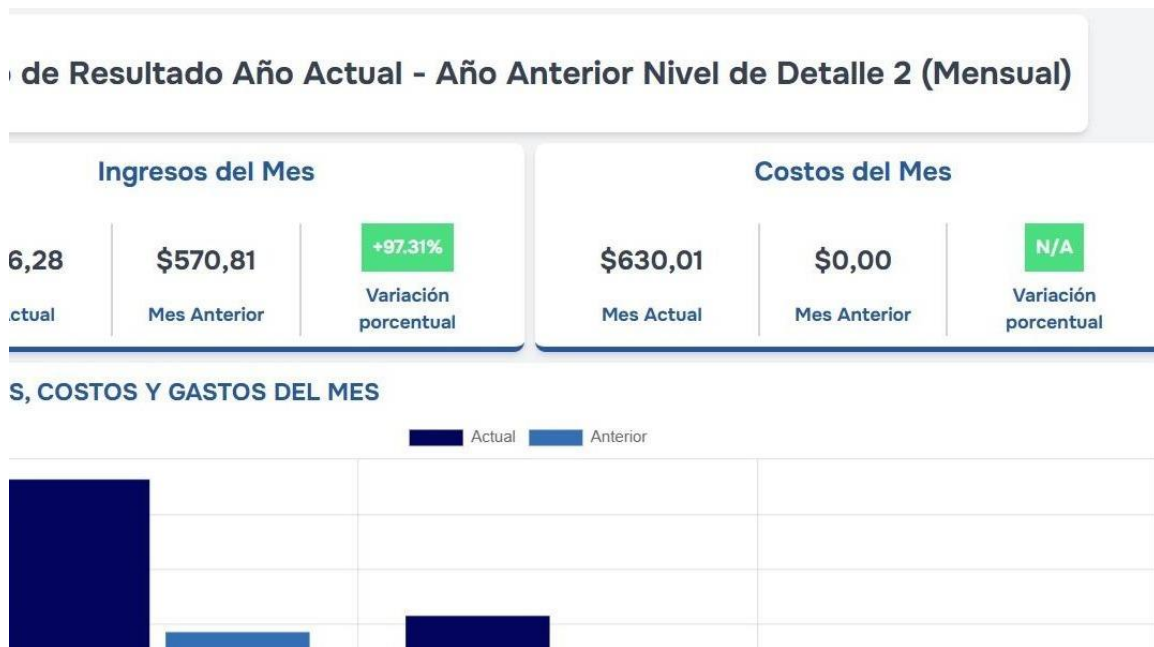 de Resultado Año Actual - Año Anterior Nivel de Detalle 2 (Mensual)
Ingresos del Mes
6,28
$570,81
+97.31%
ctual
Mes Anterior
Variación
porcentual
Costos del Mes
$630,01
$0,00
N/A
Mes Actual
Mes Anterior
Variación
porcentual
S, COSTOS Y GASTOS DEL MES
Actual
Anterior